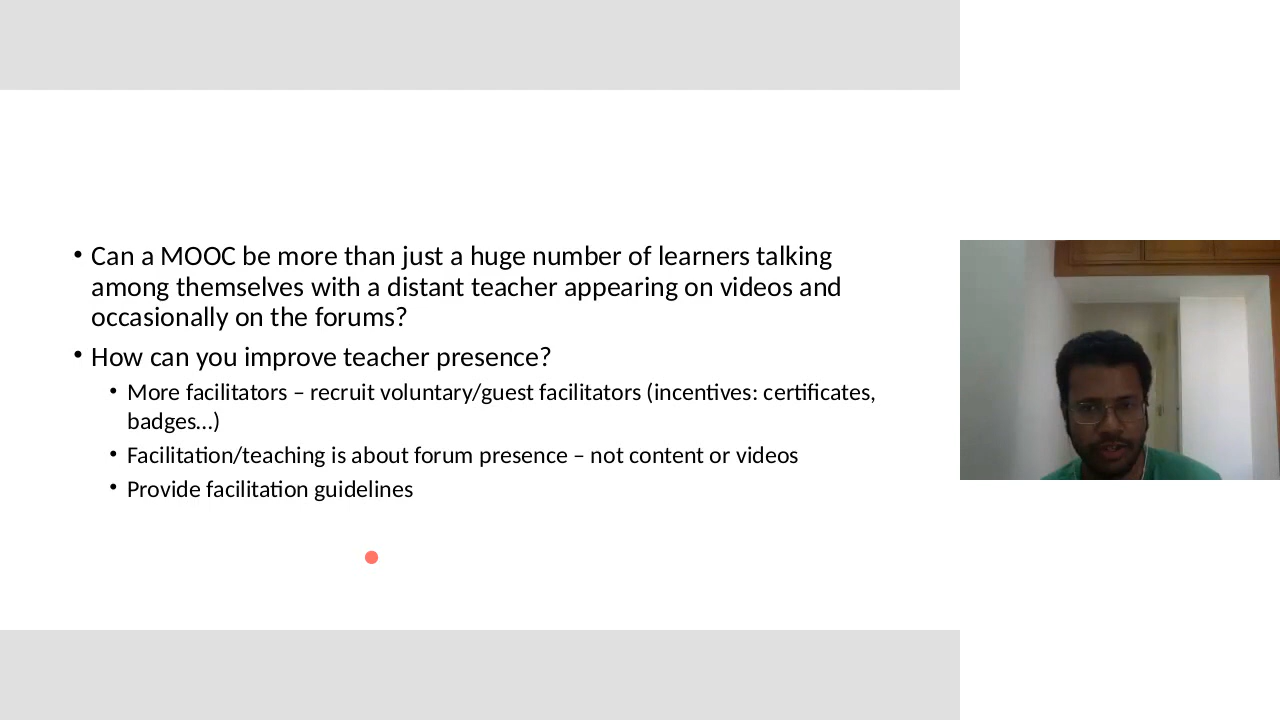 • Can a MOOC be more than just a huge number of learners talking
among themselves with a distant teacher appearing on videos and
occasionally on the forums?
• How can you improve teacher presence?
• More facilitators – recruit voluntary/guest facilitators (incentives: certificates,
badges...)
• Facilitation/teaching is about forum presence – not content or videos
• Provide facilitation guidelines